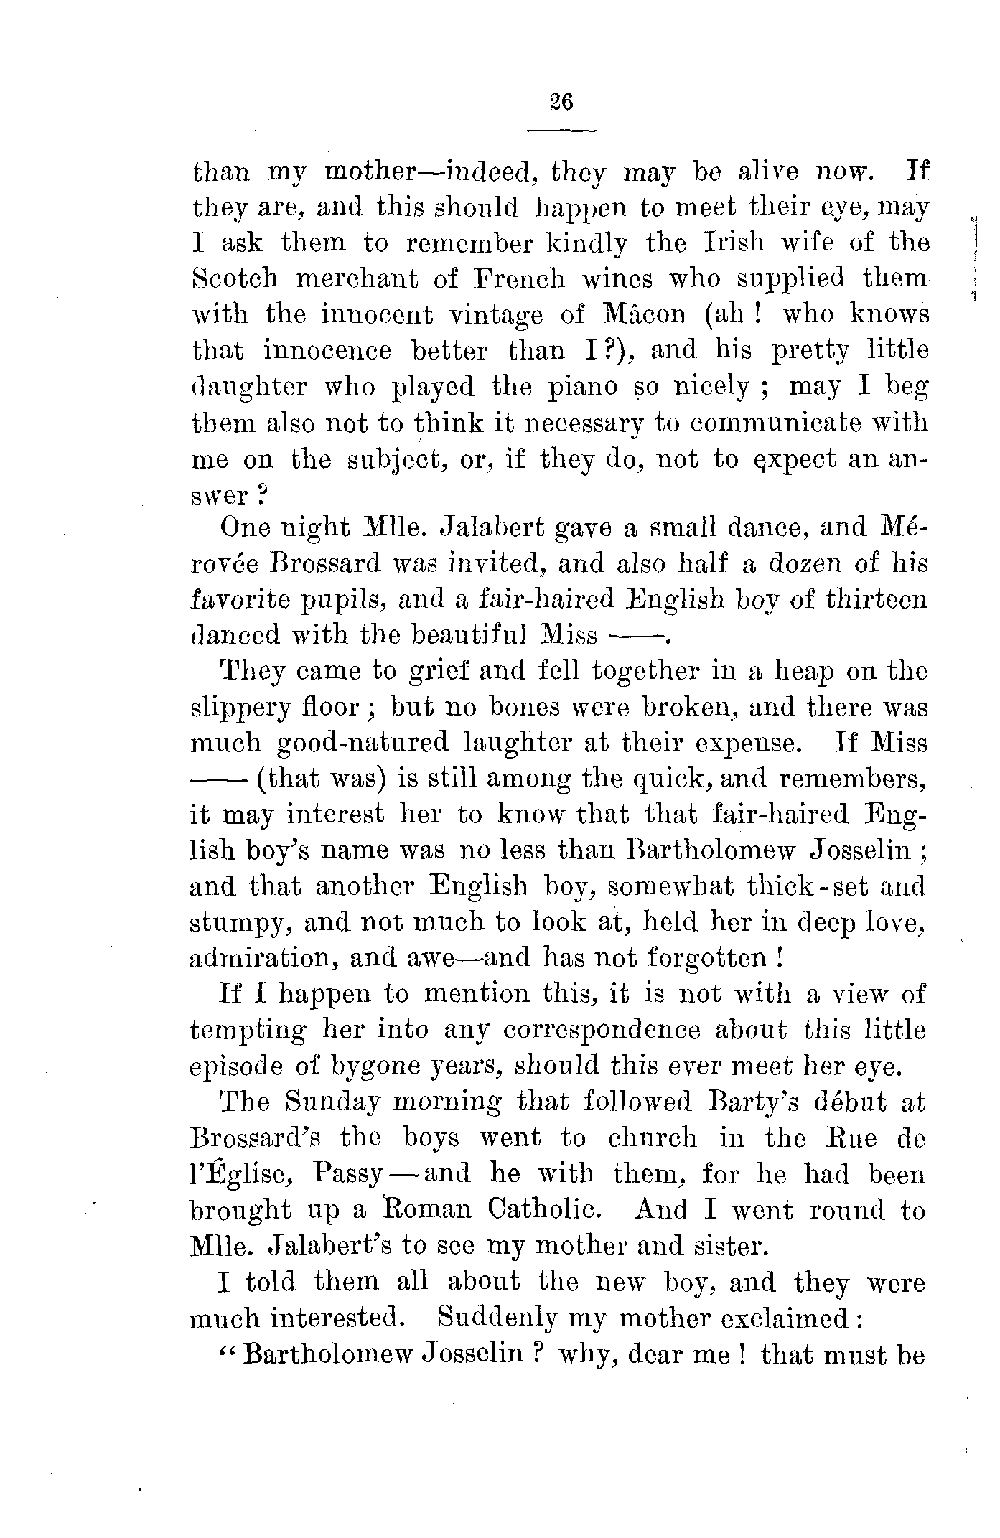 26
than my mother—indeed, they may be alive now. If
they are, and this should happen to meet their eye, may
I ask them to remember kindly the Irish wife of the
Scotch merchant of French wines who supplied them
with the innocent vintage of Mâcon (ah ! who knows
that innocence better than I ?), and his pretty little
daughter who played the piano so nicely ; may I beg
them also not to think it necessary to communicate with
me on the subject, or, if they do, not to expect an an-
swer ?
One night Mlle. Jalabert gave a small dance, and Mé-
rovée Brossard was invited, and also half a dozen of his
favorite pupils, and a fair-haired English boy of thirteen
danced with the beautiful Miss ——.
They came to grief and fell together in a heap on the
slippery floor ; but no bones were broken, and there was
much good-natured laughter at their expense. If Miss
—— (that was) is still among the quick, and remembers,
it may interest her to know that that fair-haired Eng-
lish boy's name was no less than Bartholomew Josselin ;
and that another English boy, somewhat thick-set and
stumpy, and not much to look at, held her in deep love,
admiration, and awe—and has not forgotten !
If I happen to mention this, it is not with a view of
tempting her into any correspondence about this little
episode of bygone years, should this ever meet her eye.
The Sunday morning that followed Barty's début at
Brossard's the boys went to church in the Rue de
l'Église, Passy—and he with them, for he had been
brought up a Roman Catholic. And I went round to
Mlle. Jalabert's to see my mother and sister.
I told them all about the new boy, and they were
much interested. Suddenly my mother exclaimed :
“ Bartholomew Josselin ? why, dear me ! that must be